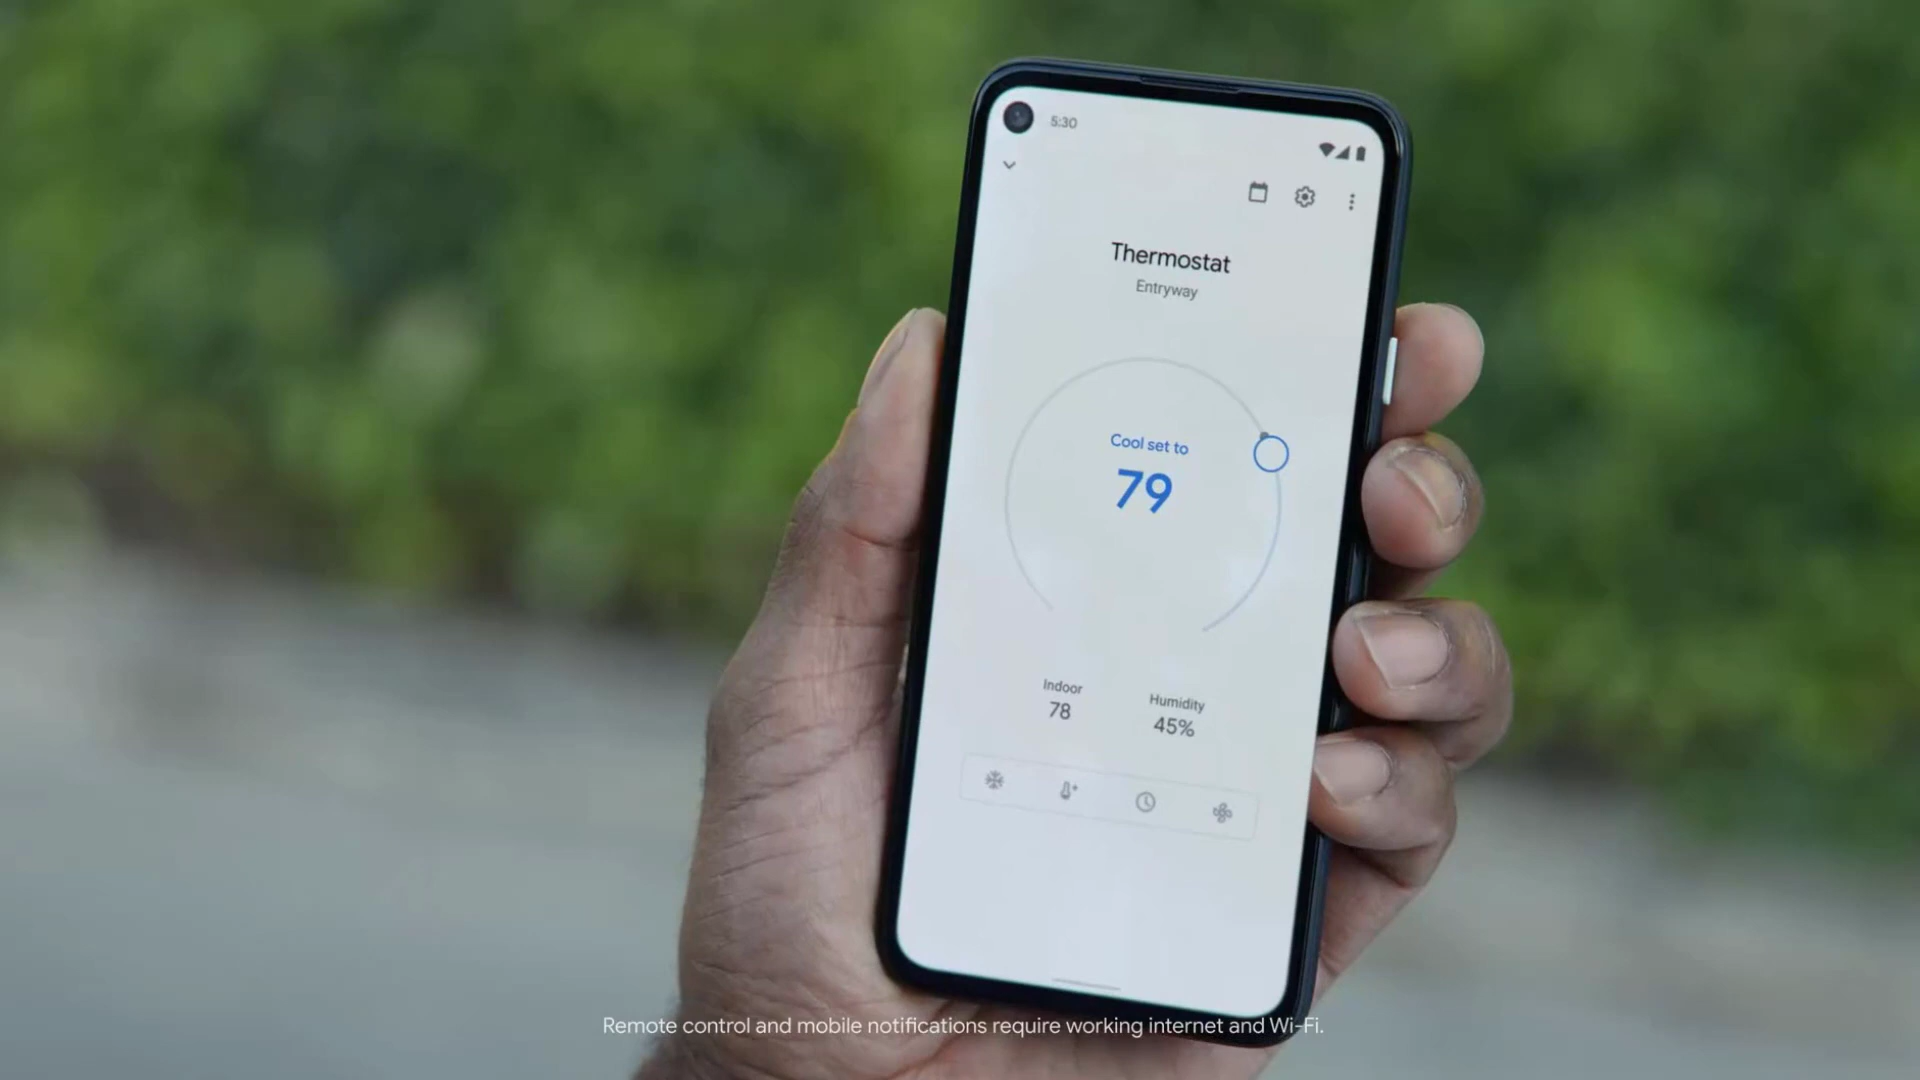 5:30
Thermostat
Entryway
Cool set to
79
Indoor
78
Humidity
45%
Remote control and mobile notifications require working internet and Wi-Fi.